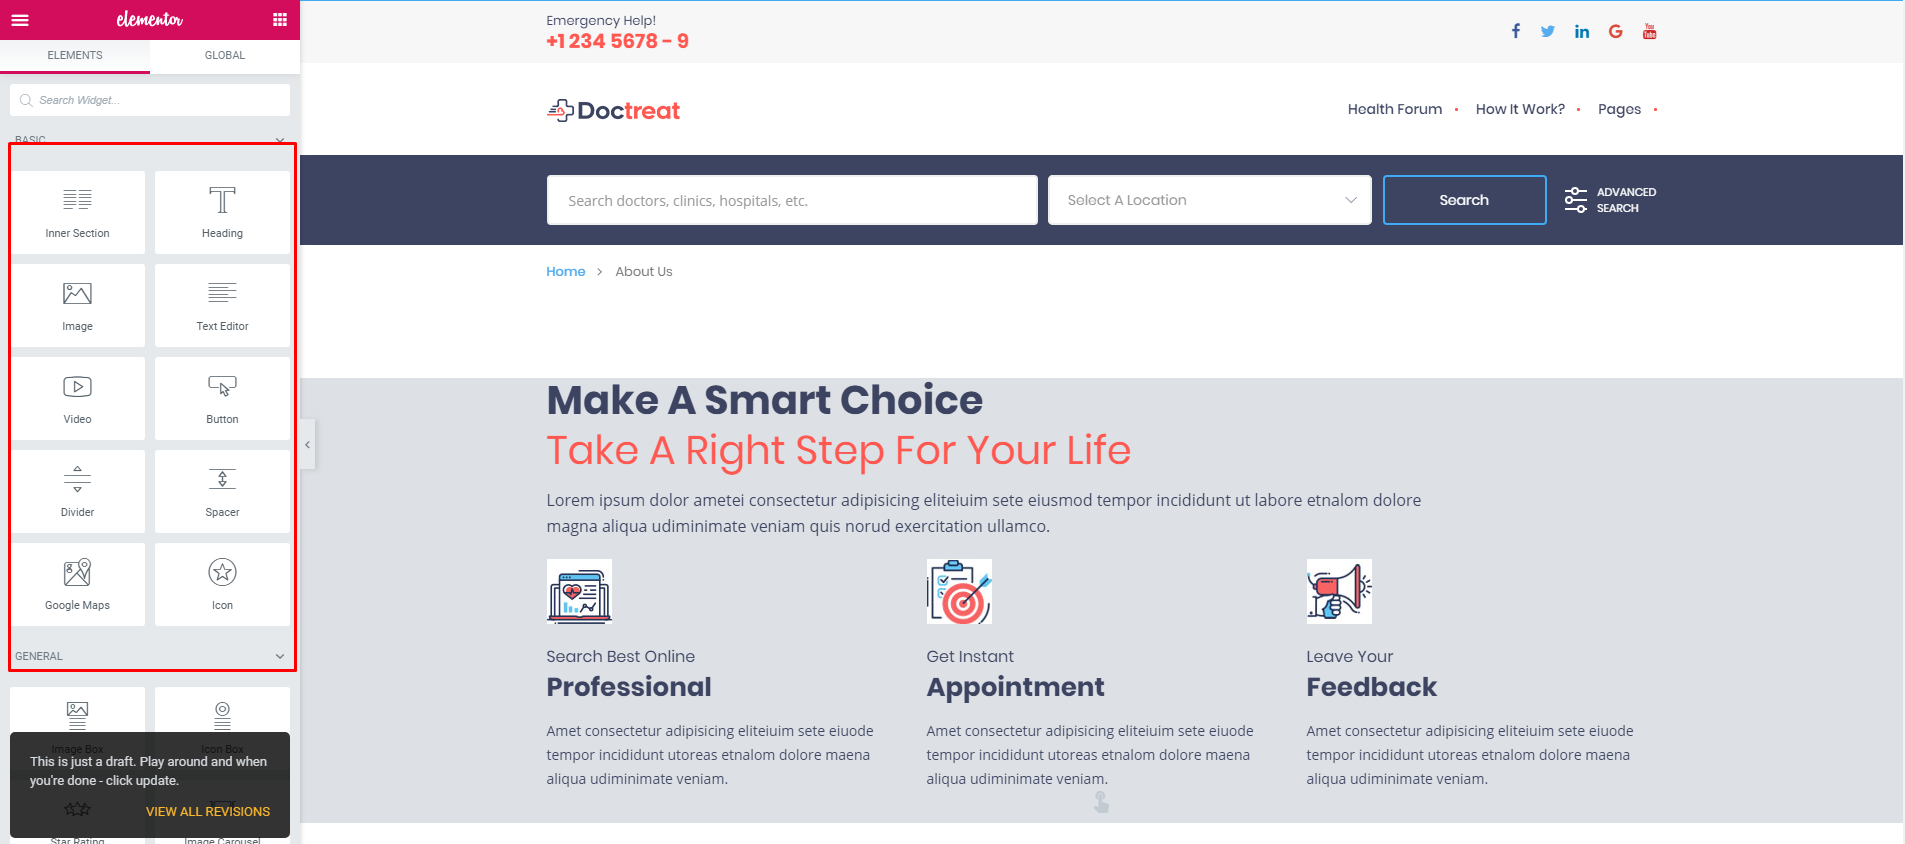 elementor
ELEMENTS
GLOBAL
Search Widget...
BASIC
Inner Section
Heading
Image
Text Editor
Video
Button
Divider
Spacer
Google Maps
Icon
GENERAL
Image Box
Icon Box
This is just a draft. Play around and when
you're done - click update.
VIEW ALL REVISIONS
Star Rating
Image Carousel
Emergency Help!
+1 234 5678 - 9
f
in
G
You
Tube
Doctreat
Health Forum
How It Work?
Pages
Search doctors, clinics, hospitals, etc.
Select A Location
Search
ADVANCED
SEARCH
Home > About Us
Make A Smart Choice
Take A Right Step For Your Life
Lorem ipsum dolor ametei consectetur adipisicing eliteiuim sete eiusmod tempor incididunt ut labore etnalom dolore
magna aliqua udiminimate veniam quis norud exercitation ullamco.
Search Best Online
Professional
Amet consectetur adipisicing eliteiuim sete eiuode
tempor incididunt utoreas etnalom dolore maena
aliqua udiminimate veniam.
Get Instant
Appointment
Amet consectetur adipisicing eliteiuim sete eiuode
tempor incididunt utoreas etnalom dolore maena
aliqua udiminimate veniam.
Leave Your
Feedback
Amet consectetur adipisicing eliteiuim sete eiuode
tempor incididunt utoreas etnalom dolore maena
aliqua udiminimate veniam.